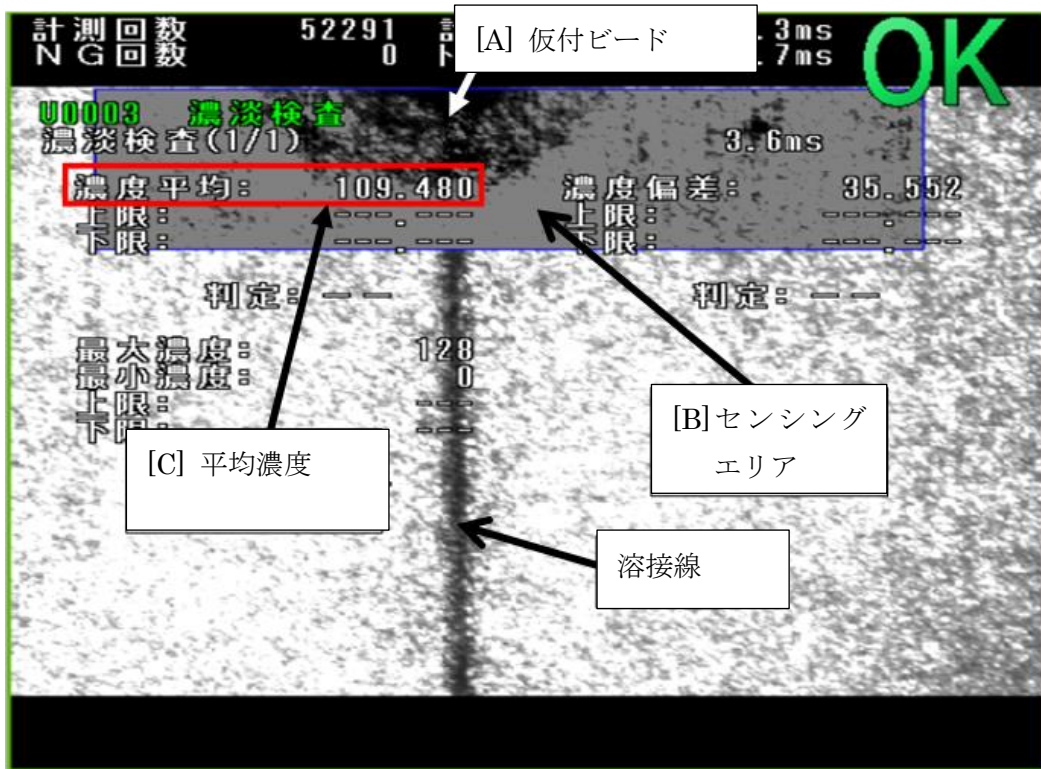 計測回数 52291
.3ms
NG回数 0
.7ms
OK
[A] 仮付ビード
U0003 濃淡検査
濃淡検査(1/1) 3.6ms
濃度平均: 109.480 濃度偏差: 35.552
上限: ---.--- 上限: ---.---
下限: ---.--- 下限: ---.---
判定: -- 判定: --
最大濃度: 128
最小濃度: 0
上限: ---
下限: ---
[B]センシング
エリア
[C] 平均濃度
溶接線